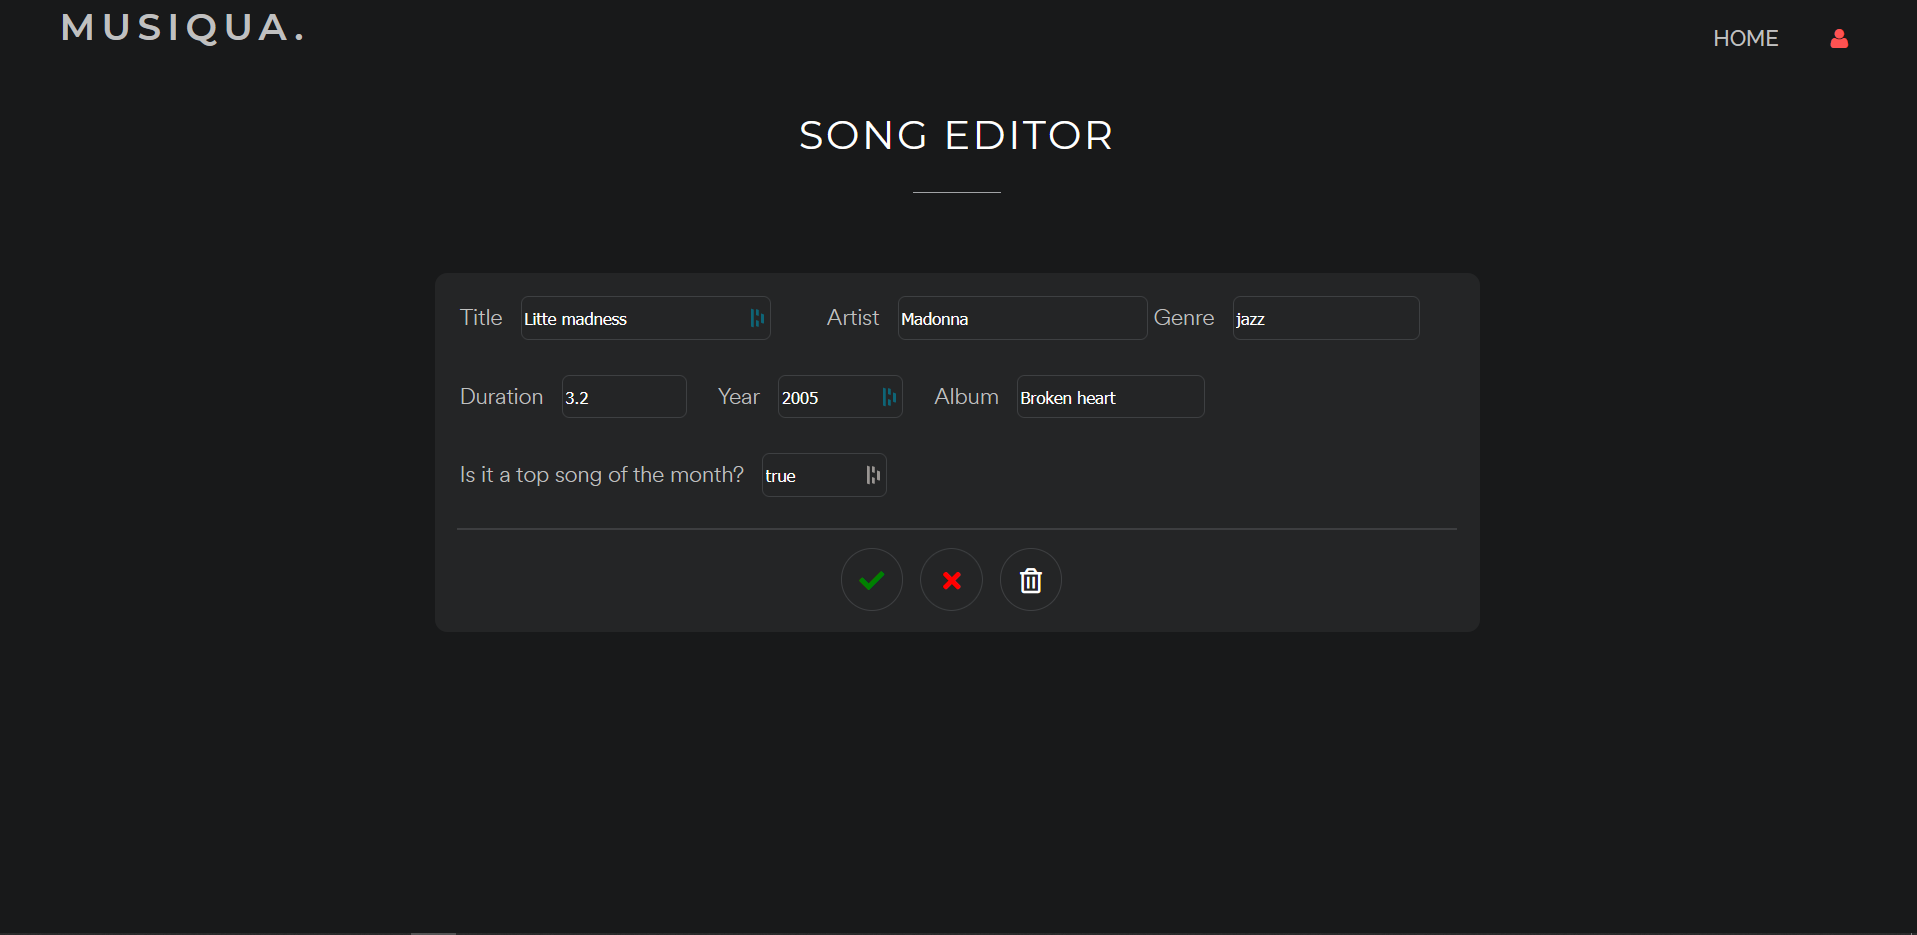 MUSIQUA.
HOME
SONG EDITOR
Title Litte madness Artist Madonna Genre jazz
Duration 3.2 Year 2005 Album Broken heart
Is it a top song of the month? true